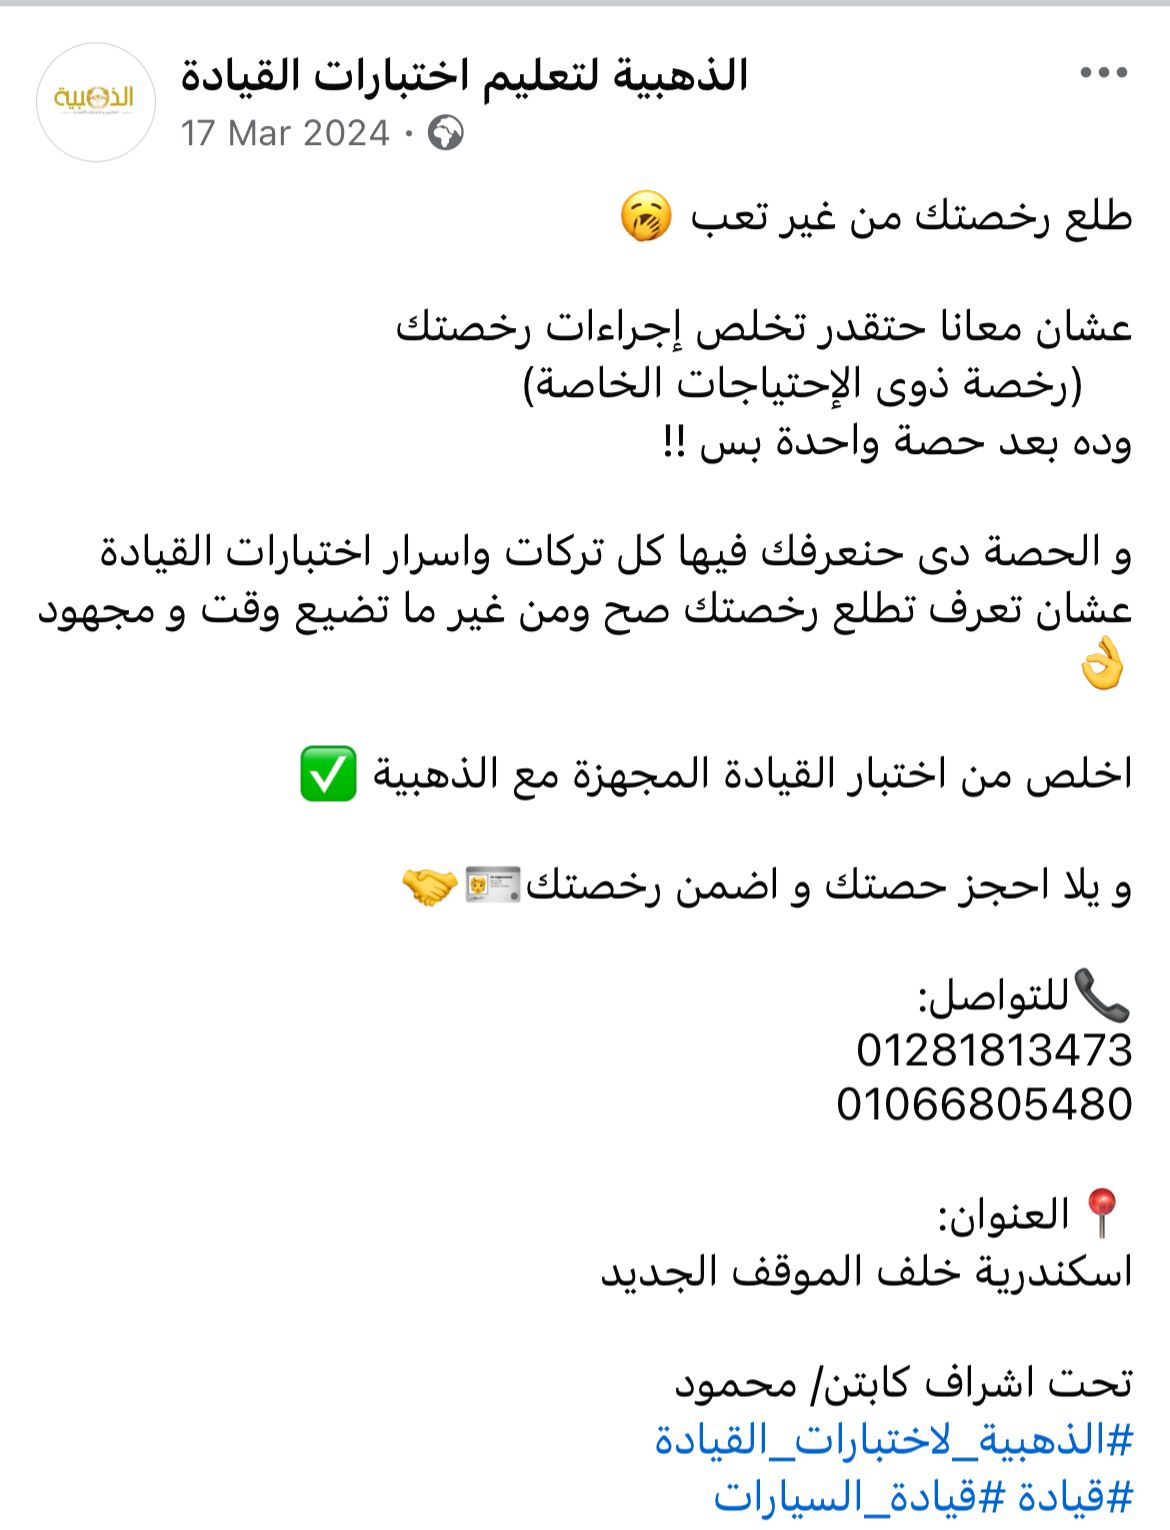 الذهبية لتعليم اختبارات القيادة
17 Mar 2024 ·
الذهبية
طلع رخصتك من غير تعب 🥱
عشان معانا حتقدر تخلص إجراءات رخصتك
(رخصة ذوى الإحتياجات الخاصة)
وده بعد حصة واحدة بس !!
و الحصة دى حنعرفك فيها كل تركات واسرار اختبارات القيادة
عشان تعرف تطلع رخصتك صح ومن غير ما تضيع وقت و مجهود
👌
اخلص من اختبار القيادة المجهزة مع الذهبية ✅
و يلا احجز حصتك و اضمن رخصتك🪪🤝
📞للتواصل:
01281813473
01066805480
📍العنوان:
اسكندرية خلف الموقف الجديد
تحت اشراف كابتن/ محمود
#الذهبية_لاختبارات_القيادة
#قيادة #قيادة_السيارات